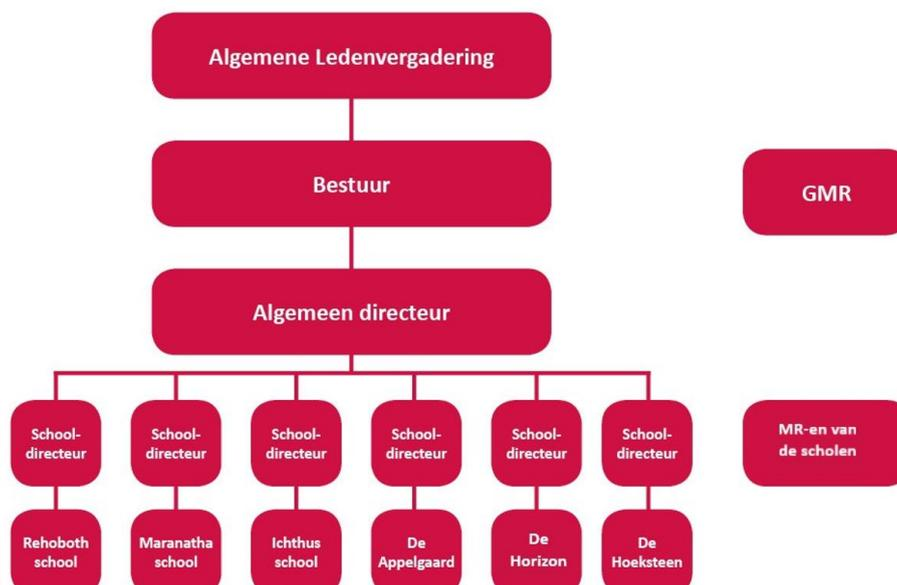 Algemene Ledenvergadering
Bestuur
GMR
Algemeen directeur
School-
directeur
School-
directeur
School-
directeur
School-
directeur
School-
directeur
School-
directeur
MR-en van
de scholen
Rehoboth
school
Maranatha
school
Ichthus
school
De
Appelgaard
De
Horizon
De
Hoeksteen